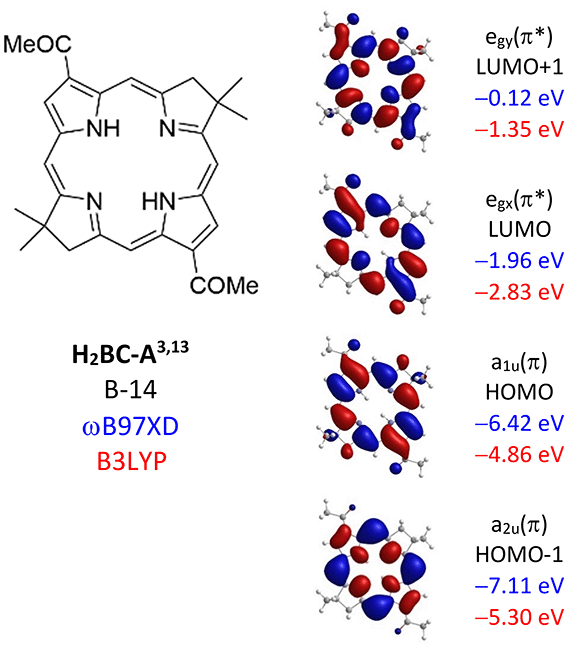 MeOC
NH
N
N
HN
COMe
H₂BC-A³,¹³
B-14
ωB97XD
B3LYP
e_gy(π*)
LUMO+1
−0.12 eV
−1.35 eV
e_gx(π*)
LUMO
−1.96 eV
−2.83 eV
a₁ᵤ(π)
HOMO
−6.42 eV
−4.86 eV
a₂ᵤ(π)
HOMO-1
−7.11 eV
−5.30 eV